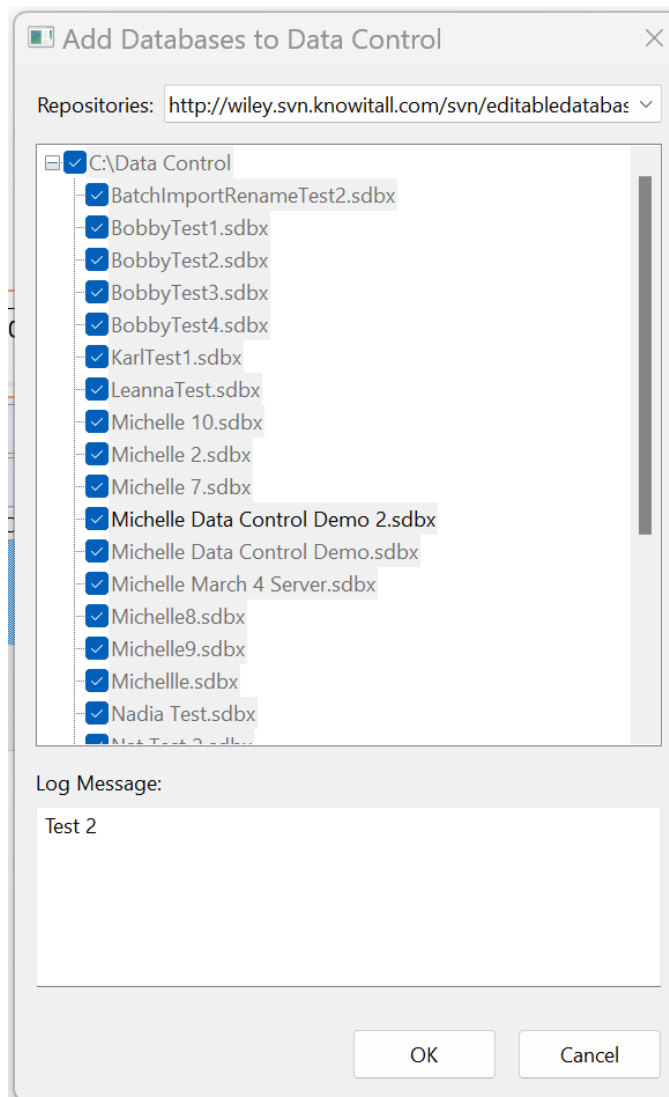 Add Databases to Data Control
Repositories: http://wiley.svn.knowitall.com/svn/editabledatabas
C:\Data Control
BatchImportRenameTest2.sdbx
BobbyTest1.sdbx
BobbyTest2.sdbx
BobbyTest3.sdbx
BobbyTest4.sdbx
KarlTest1.sdbx
LeannaTest.sdbx
Michelle 10.sdbx
Michelle 2.sdbx
Michelle 7.sdbx
Michelle Data Control Demo 2.sdbx
Michelle Data Control Demo.sdbx
Michelle March 4 Server.sdbx
Michelle8.sdbx
Michelle9.sdbx
Michellle.sdbx
Nadia Test.sdbx
Log Message:
Test 2
OK Cancel